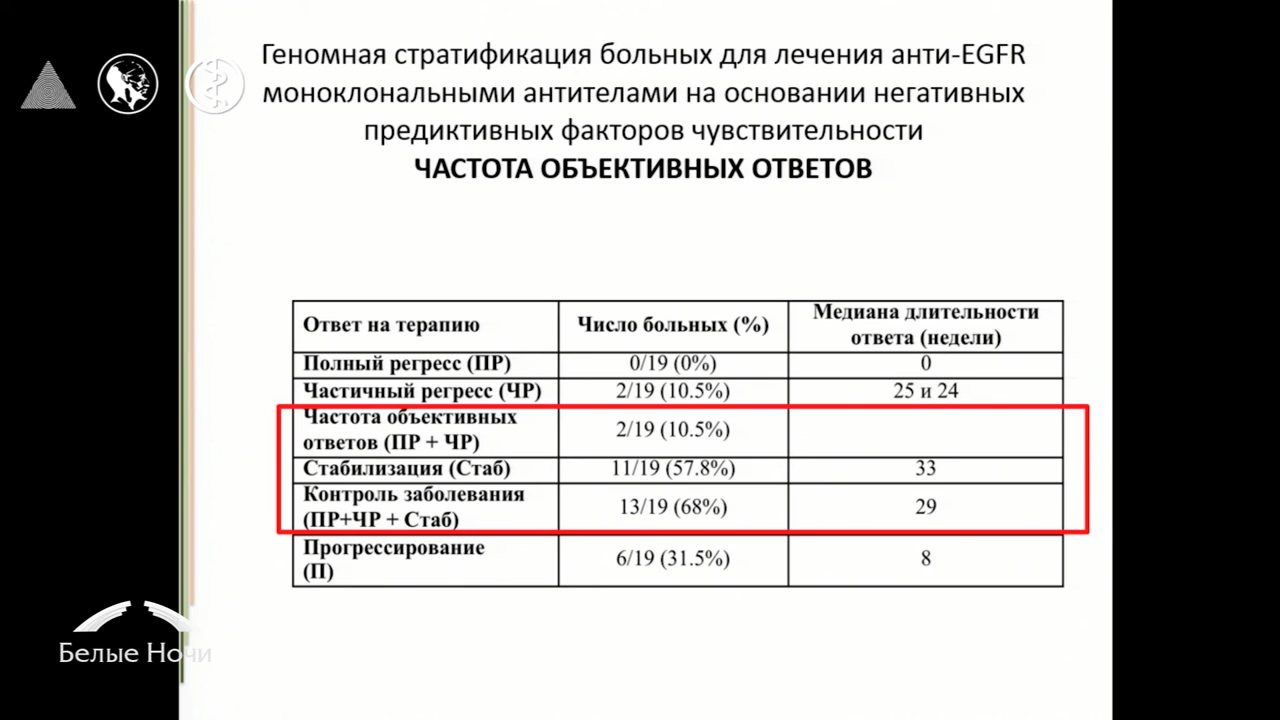 Геномная стратификация больных для лечения анти-EGFR
моноклональными антителами на основании негативных
предиктивных факторов чувствительности
ЧАСТОТА ОБЪЕКТИВНЫХ ОТВЕТОВ
Ответ на терапию Число больных (%) Медиана длительности
ответа (недели)
Полный регресс (ПР) 0/19 (0%) 0
Частичный регресс (ЧР) 2/19 (10.5%) 25 и 24
Частота объективных
ответов (ПР + ЧР) 2/19 (10.5%)
Стабилизация (Стаб) 11/19 (57.8%) 33
Контроль заболевания
(ПР+ЧР + Стаб) 13/19 (68%) 29
Прогрессирование
(П) 6/19 (31.5%) 8
Белые Ночи